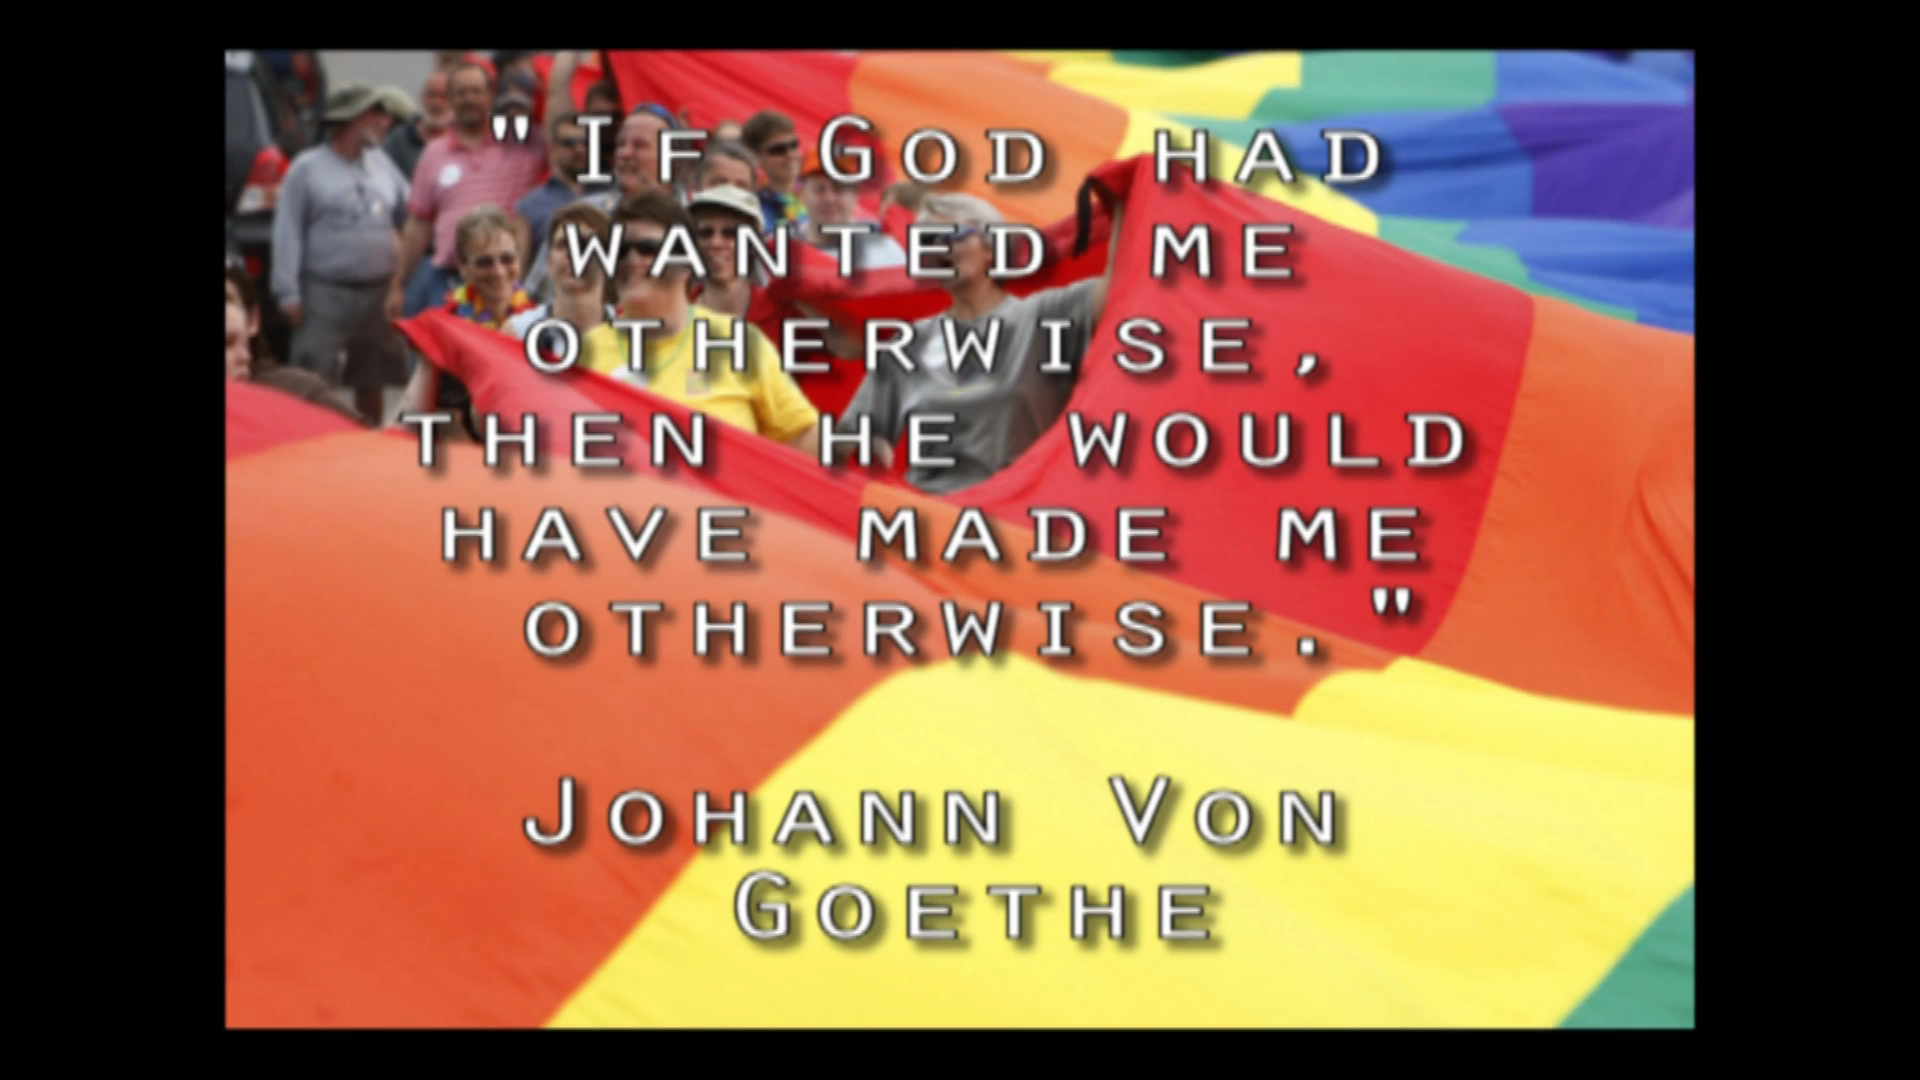 "If God had
wanted me
otherwise,
then He would
have made me
otherwise."
Johann Von
Goethe